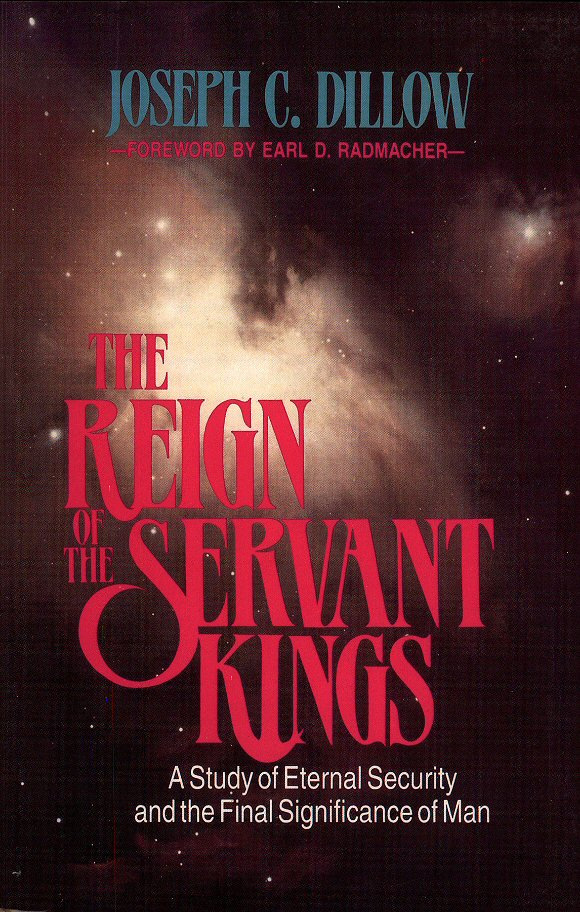 JOSEPH C. DILLOW
—FOREWORD BY EARL D. RADMACHER—
THE
REIGN
OF
THE SERVANT
KINGS
A Study of Eternal Security
and the Final Significance of Man